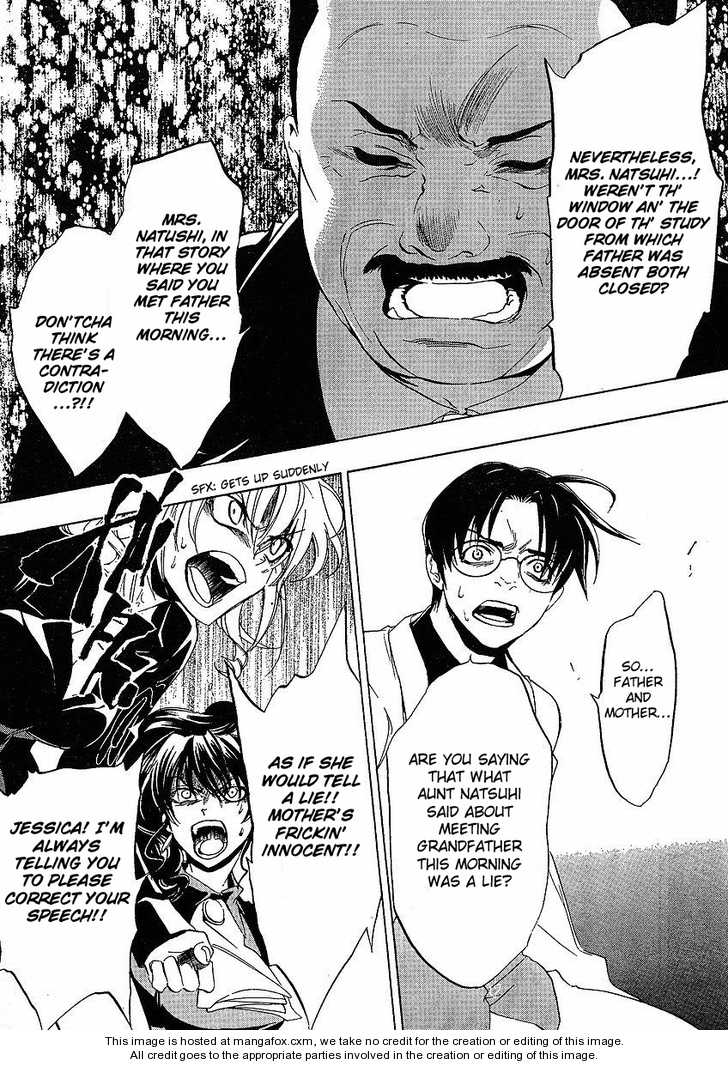 NEVERTHELESS,
MRS. NATSUHI...!
WEREN'T TH'
WINDOW AN' THE
DOOR OF TH' STUDY
FROM WHICH
FATHER WAS
ABSENT BOTH
CLOSED?
MRS.
NATUSHI, IN
THAT STORY
WHERE YOU
SAID YOU
MET FATHER
THIS
MORNING...
DON'TCHA
THINK
THERE'S A
CONTRA-
DICTION
...?!!
SFX: GETS UP SUDDENLY
SO...
FATHER
AND
MOTHER...
ARE YOU SAYING
THAT WHAT
AUNT NATSUHI
SAID ABOUT
MEETING
GRANDFATHER
THIS MORNING
WAS A LIE?
AS IF SHE
WOULD TELL
A LIE!!
MOTHER'S
FRICKIN'
INNOCENT!!
JESSICA! I'M
ALWAYS
TELLING YOU
TO PLEASE
CORRECT YOUR
SPEECH!!
This image is hosted at mangafox.cxm, we take no credit for the creation or editing of this image.
All credit goes to the appropriate parties involved in the creation or editing of this image.